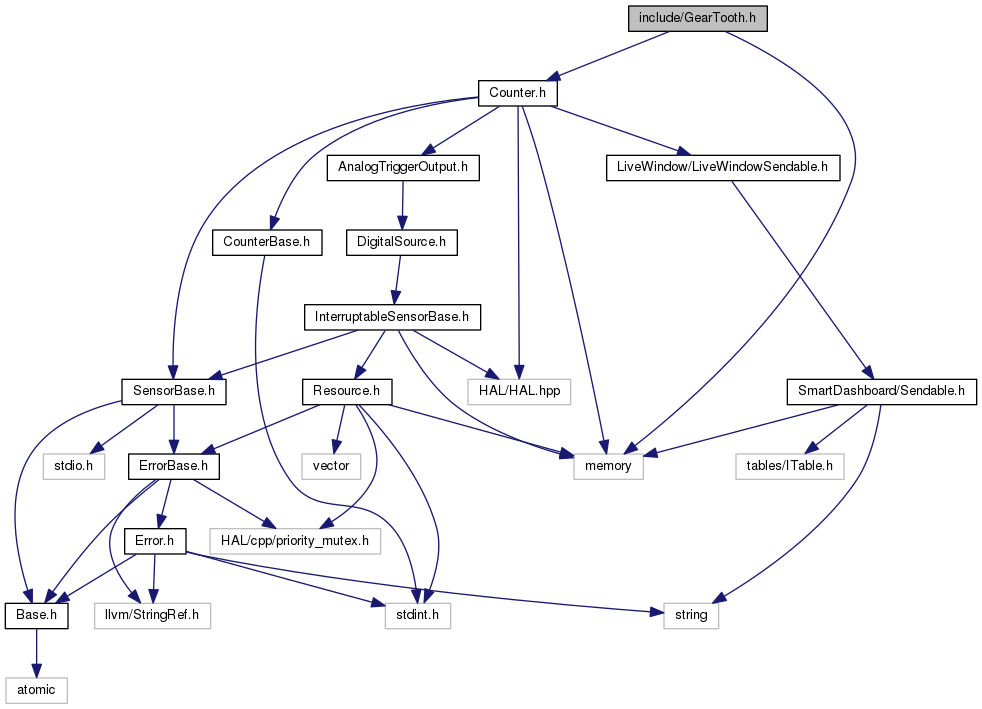 include/GearTooth.h
Counter.h
AnalogTriggerOutput.h
LiveWindow/LiveWindowSendable.h
CounterBase.h
DigitalSource.h
InterruptableSensorBase.h
SensorBase.h
Resource.h
HAL/HAL.hpp
SmartDashboard/Sendable.h
stdio.h
ErrorBase.h
vector
memory
tables/ITable.h
Error.h
HAL/cpp/priority_mutex.h
Base.h
llvm/StringRef.h
stdint.h
string
atomic